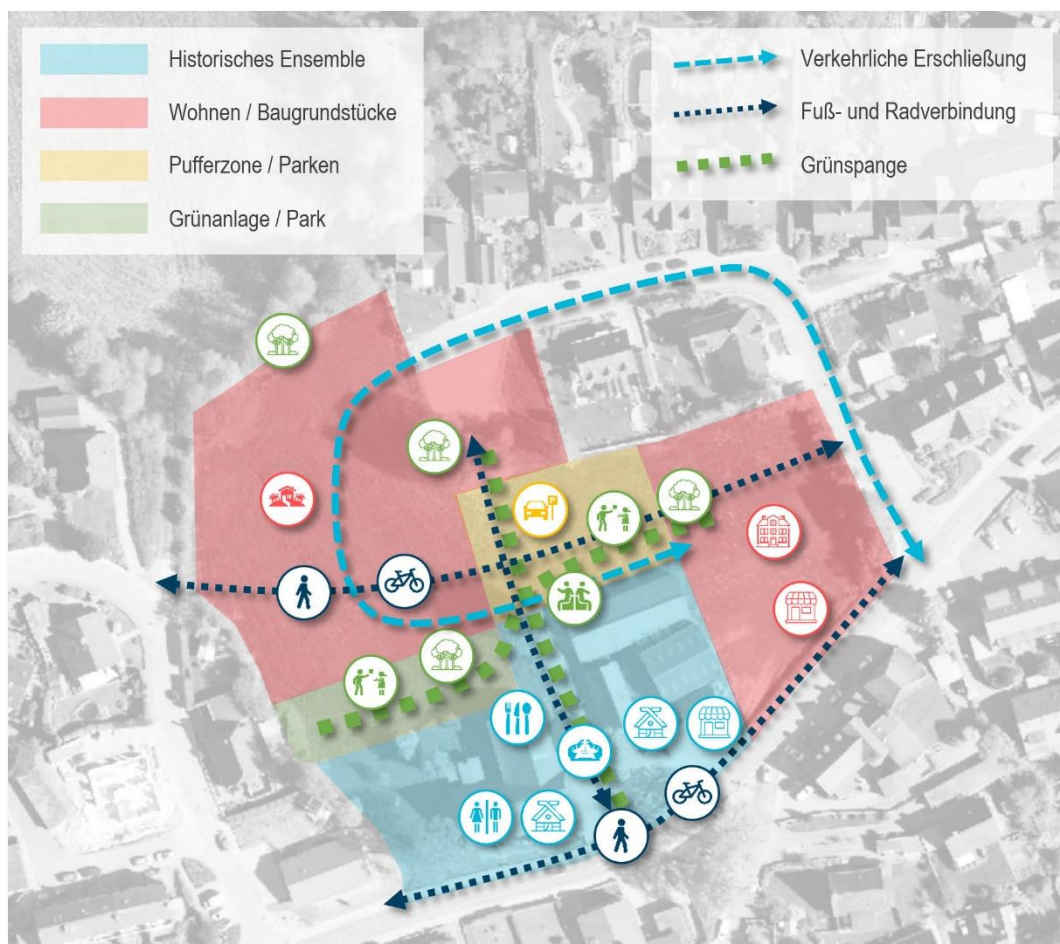 Historisches Ensemble
Wohnen / Baugrundstücke
Pufferzone / Parken
Grünanlage / Park
Verkehrliche Erschließung
Fuß- und Radverbindung
Grünspange
P